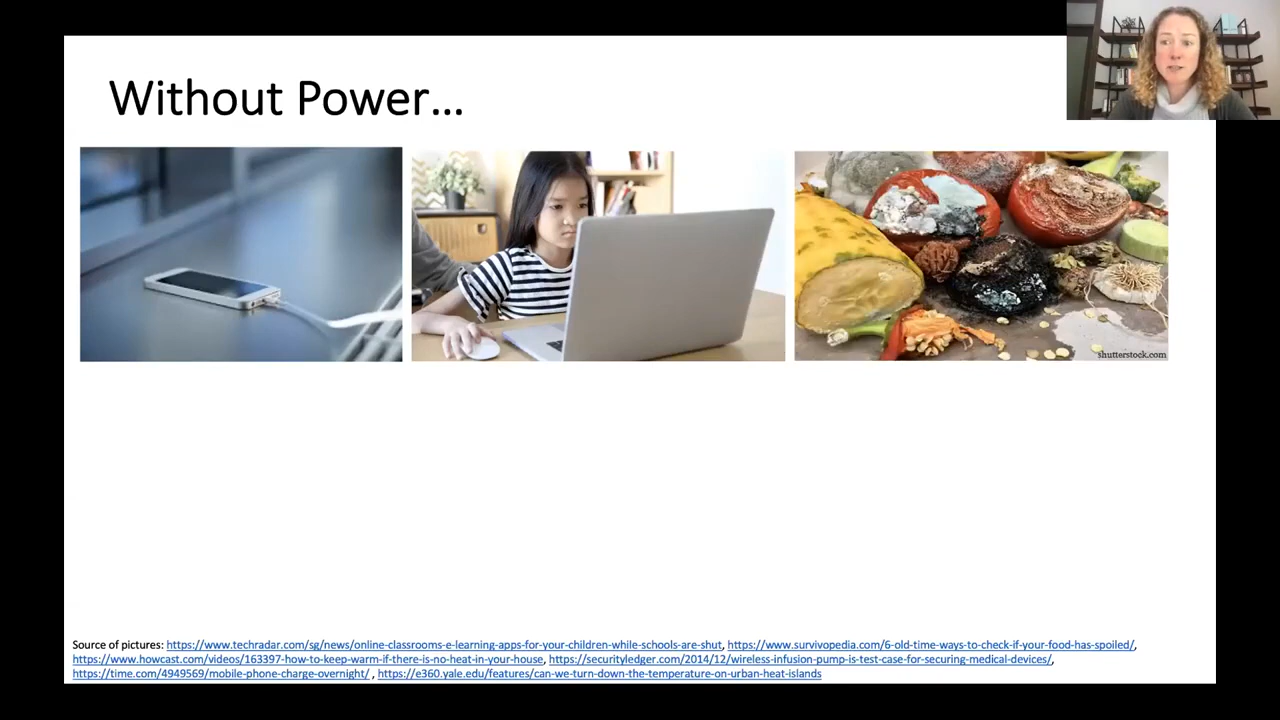 Without Power...
shutterstock.com
Source of pictures: https://www.techradar.com/sg/news/online-classrooms-e-learning-apps-for-your-children-while-schools-are-shut, https://www.survivopedia.com/6-old-time-ways-to-check-if-your-food-has-spoiled/,
https://www.howcast.com/videos/163397-how-to-keep-warm-if-there-is-no-heat-in-your-house, https://securityledger.com/2014/12/wireless-infusion-pump-is-test-case-for-securing-medical-devices/,
https://time.com/4949569/mobile-phone-charge-overnight/ , https://e360.yale.edu/features/can-we-turn-down-the-temperature-on-urban-heat-islands